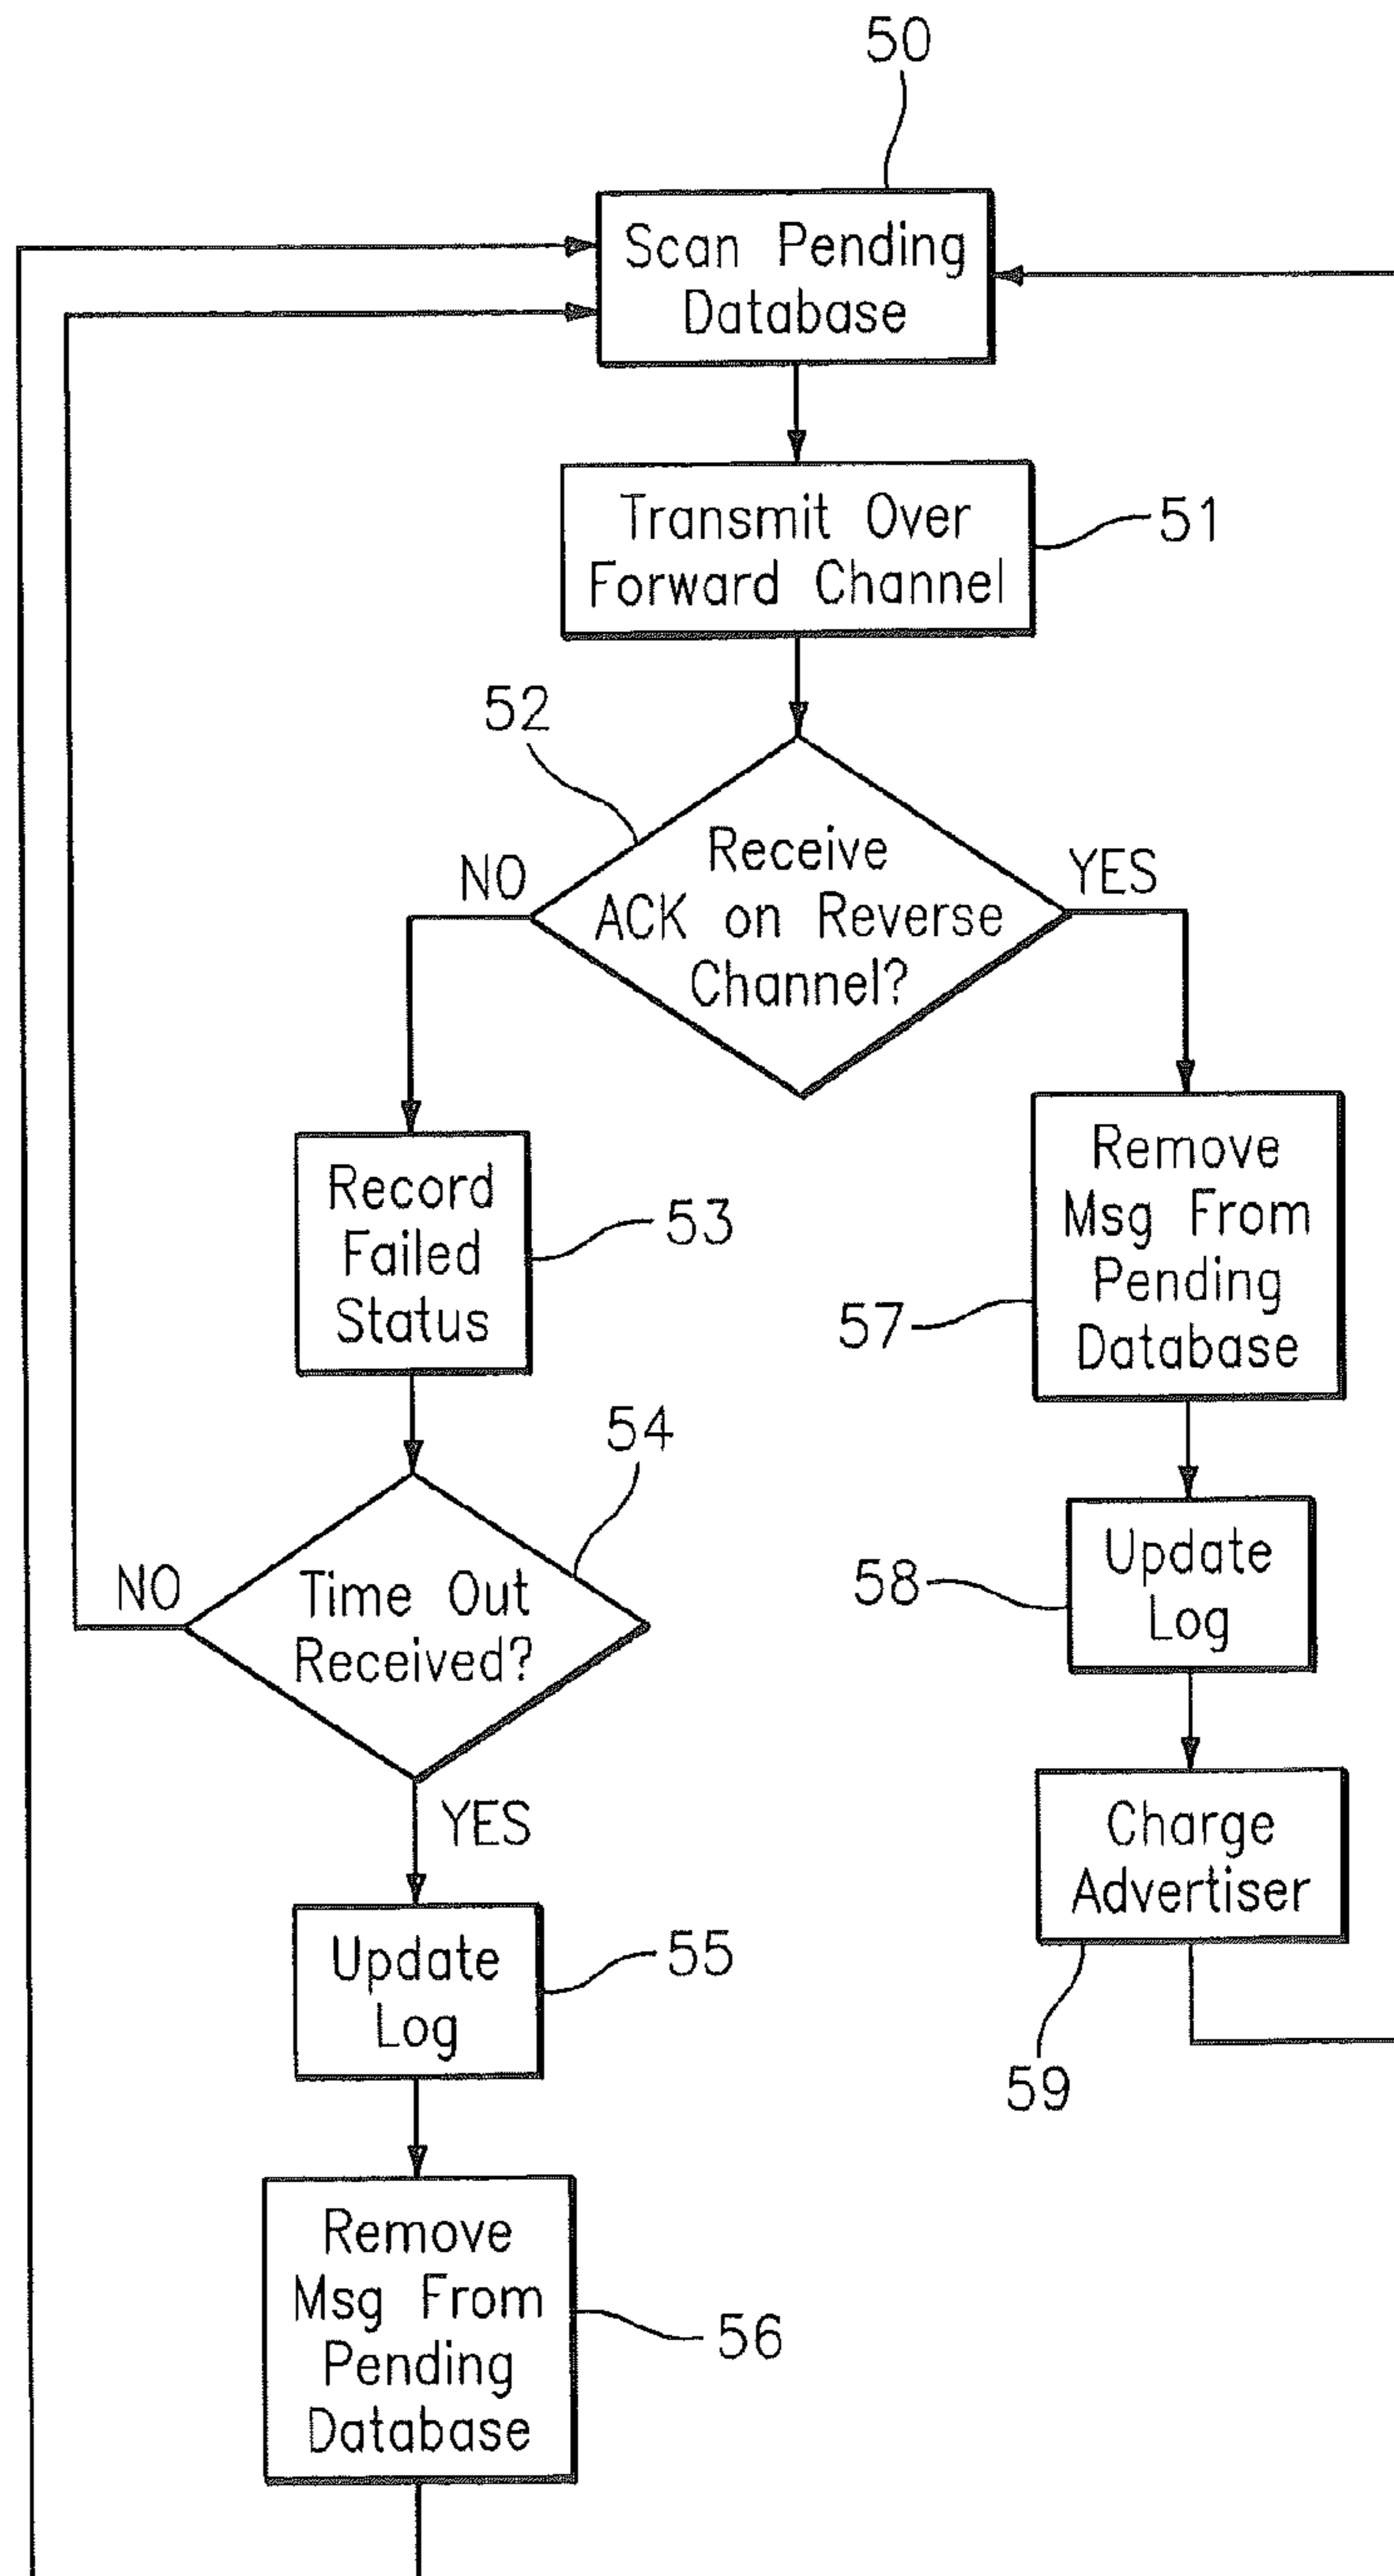 50
Scan Pending
Database
Transmit Over
Forward Channel
51
52
NO
YES
Receive
ACK on Reverse
Channel?
Record
Failed
Status
53
Remove
Msg From
Pending
Database
57
54
NO
Time Out
Received?
YES
Update
Log
58
Charge
Advertiser
59
Update
Log
55
Remove
Msg From
Pending
Database
56